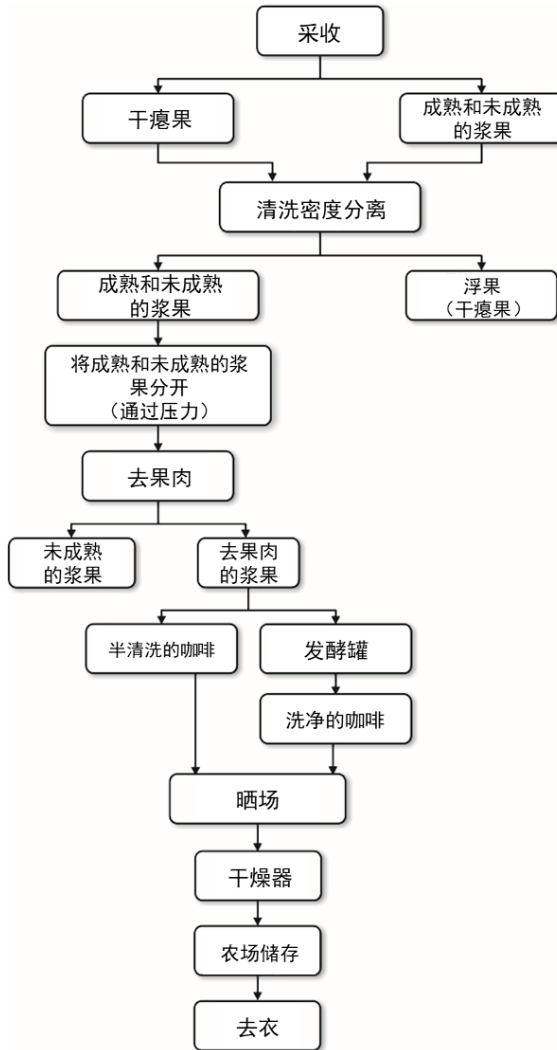 采收
干瘪果
成熟和未成熟
的浆果
清洗密度分离
成熟和未成熟
的浆果
浮果
（干瘪果）
将成熟和未成熟的浆
果分开
（通过压力）
去果肉
未成熟
的浆果
去果肉
的浆果
半清洗的咖啡
发酵罐
洗净的咖啡
晒场
干燥器
农场储存
去衣